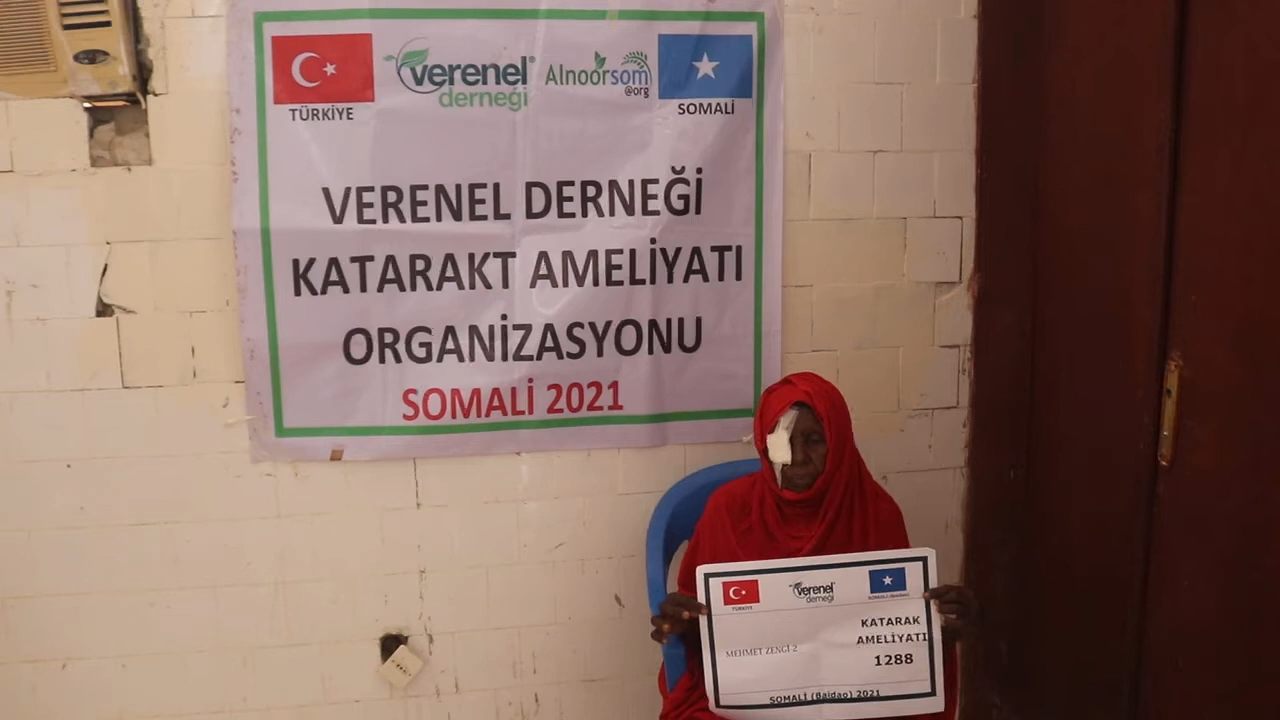 TÜRKİYE
verenel®
derneği
Alnoorsom
@org
SOMALİ
VERENEL DERNEĞİ
KATARAKT AMELİYATI
ORGANİZASYONU
SOMALİ 2021
TÜRKİYE
verenel
derneği
KATARAK
AMELİYATI
1288
MEHMET ZENGİ-2
SOMALİ (Baidao) 2021